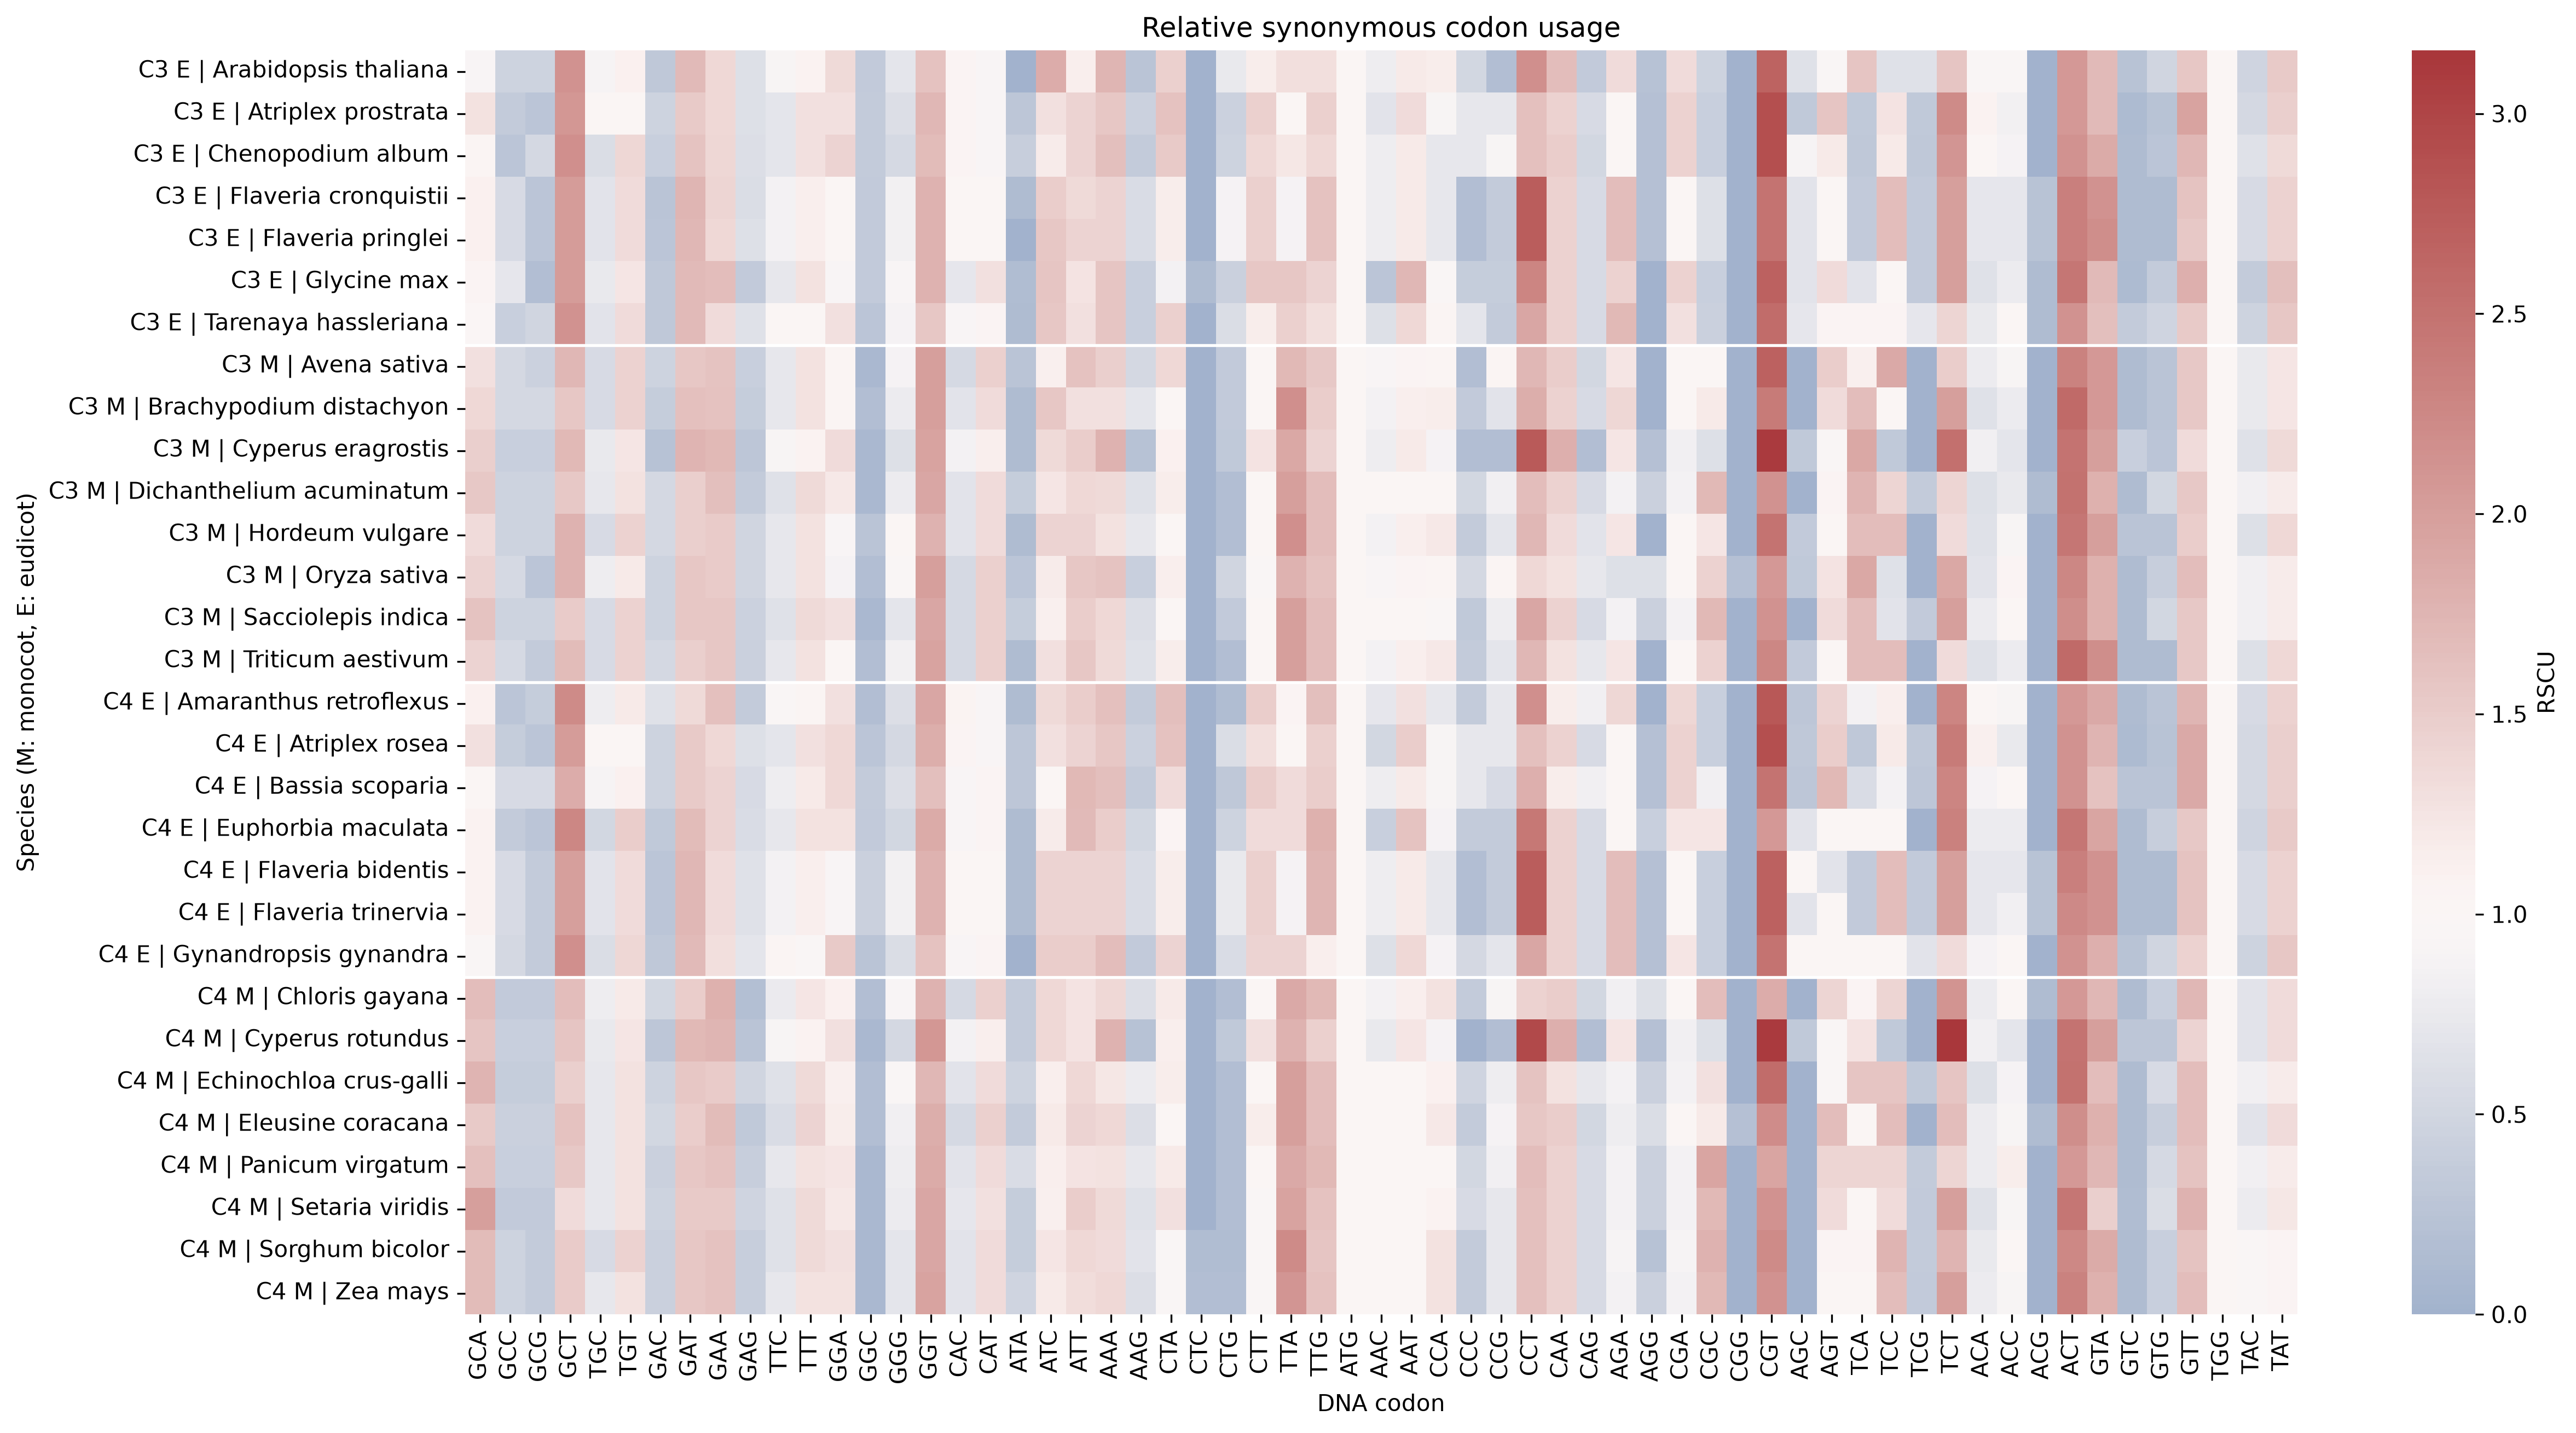 Relative synonymous codon usage
Species (M: monocot, E: eudicot)
C3 E | Arabidopsis thaliana
C3 E | Atriplex prostrata
C3 E | Chenopodium album
C3 E | Flaveria cronquistii
C3 E | Flaveria pringlei
C3 E | Glycine max
C3 E | Tarenaya hassleriana
C3 M | Avena sativa
C3 M | Brachypodium distachyon
C3 M | Cyperus eragrostis
C3 M | Dichanthelium acuminatum
C3 M | Hordeum vulgare
C3 M | Oryza sativa
C3 M | Sacciolepis indica
C3 M | Triticum aestivum
C4 E | Amaranthus retroflexus
C4 E | Atriplex rosea
C4 E | Bassia scoparia
C4 E | Euphorbia maculata
C4 E | Flaveria bidentis
C4 E | Flaveria trinervia
C4 E | Gynandropsis gynandra
C4 M | Chloris gayana
C4 M | Cyperus rotundus
C4 M | Echinochloa crus-galli
C4 M | Eleusine coracana
C4 M | Panicum virgatum
C4 M | Setaria viridis
C4 M | Sorghum bicolor
C4 M | Zea mays
GCA
GCC
GCG
GCT
TGC
TGT
GAC
GAT
GAA
GAG
TTC
TTT
GGA
GGC
GGG
GGT
CAC
CAT
ATA
ATC
ATT
AAA
AAG
CTA
CTC
CTG
CTT
TTA
TTG
ATG
AAC
AAT
CCA
CCC
CCG
CCT
CAA
CAG
AGA
AGG
CGA
CGC
CGG
CGT
AGC
AGT
TCA
TCC
TCG
TCT
ACA
ACC
ACG
ACT
GTA
GTC
GTG
GTT
TGG
TAC
TAT
DNA codon
3.0
2.5
2.0
1.5
1.0
0.5
0.0
RSCU